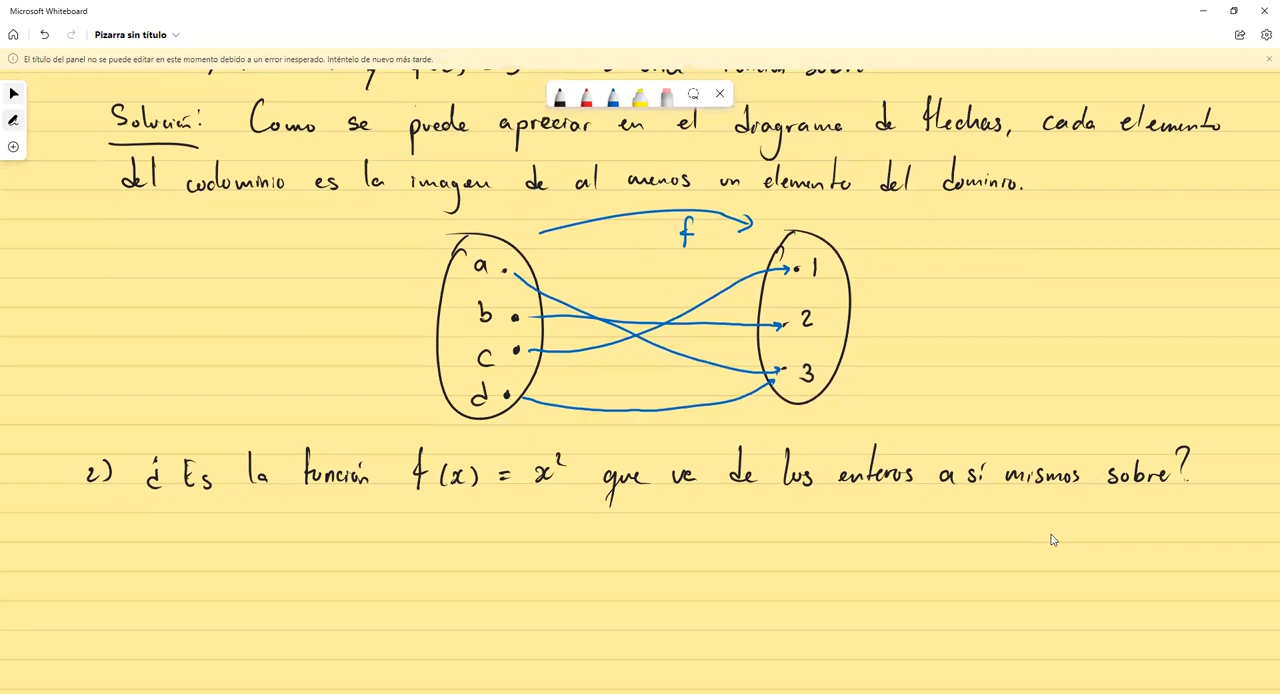 Microsoft Whiteboard
Pizarra sin título
El título del panel no se puede editar en este momento debido a un error inesperado. Inténtelo de nuevo más tarde.
Solución: Como se puede apreciar en el diagrama de flechas, cada elemento
del codominio es la imagen de al menos un elemento del dominio.
f
a 1
b 2
c 3
d
2) ¿Es la función f(x) = x² que va de los enteros a sí mismos sobre?